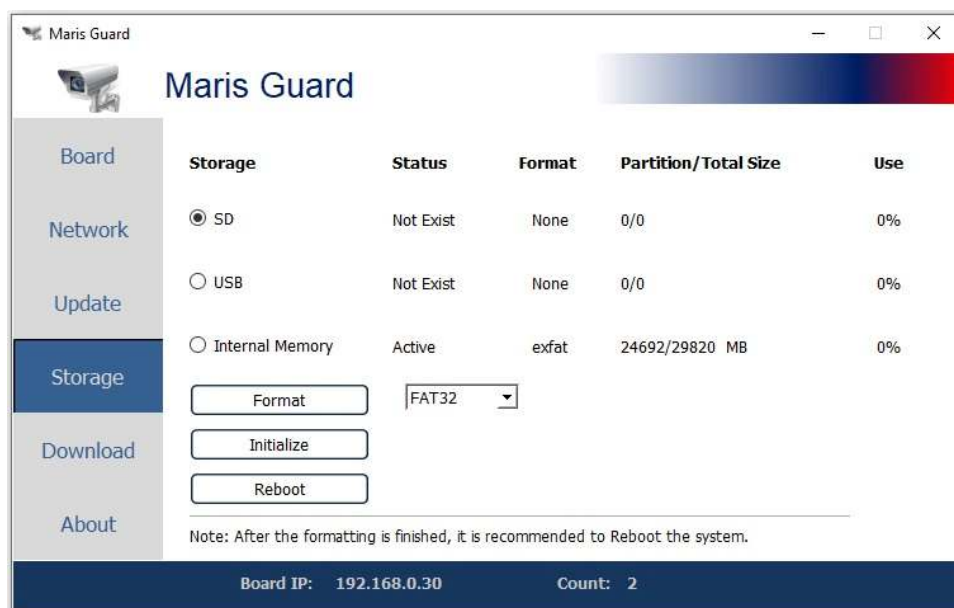 Maris Guard
Maris Guard
Board
Network
Update
Storage
Download
About
Storage Status Format Partition/Total Size Use
SD Not Exist None 0/0 0%
USB Not Exist None 0/0 0%
Internal Memory Active exfat 24692/29820 MB 0%
Format FAT32
Initialize
Reboot
Note: After the formatting is finished, it is recommended to Reboot the system.
Board IP: 192.168.0.30 Count: 2